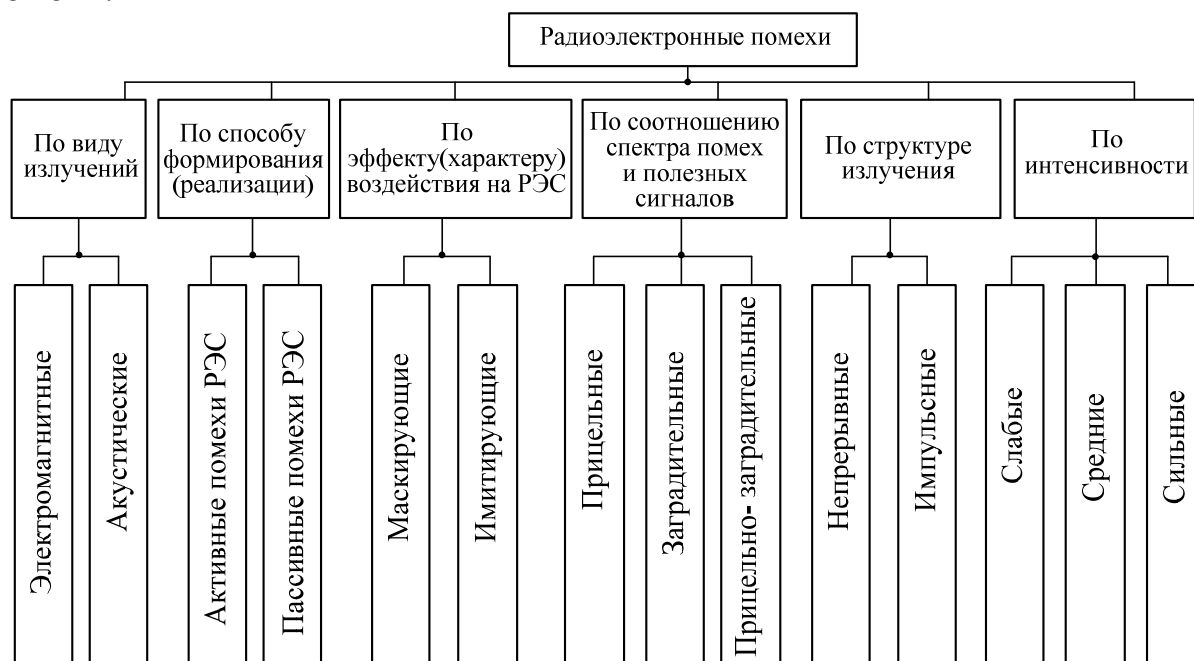 Радиоэлектронные помехи
По виду
излучений
По способу
формирования
(реализации)
По
эффекту(характеру)
воздействия на РЭС
По соотношению
спектра помех
и полезных
сигналов
По структуре
излучения
По
интенсивности
Электромагнитные
Акустические
Активные помехи РЭС
Пассивные помехи РЭС
Маскирующие
Имитирующие
Прицельные
Заградительные
Прицельно- заградительные
Непрерывные
Импульсные
Слабые
Средние
Сильные